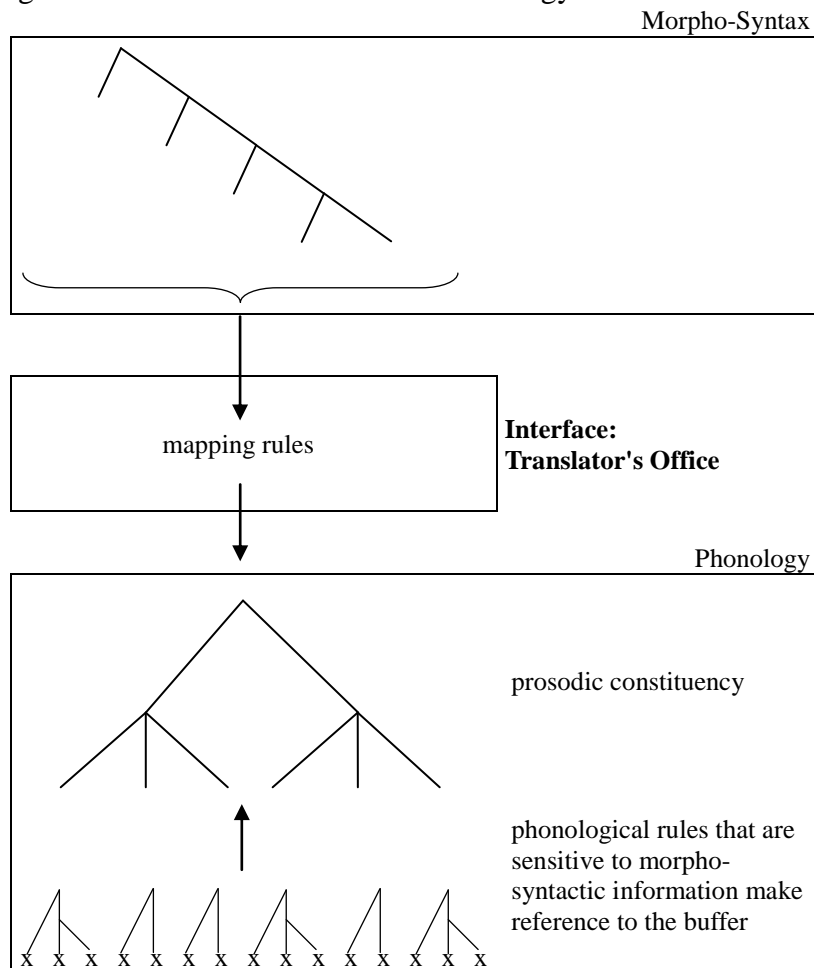 Morpho-Syntax
mapping rules
Interface:
Translator's Office
Phonology
prosodic constituency
phonological rules that are
sensitive to morpho-
syntactic information make
reference to the buffer
x x x x x x x x x x x x x x x